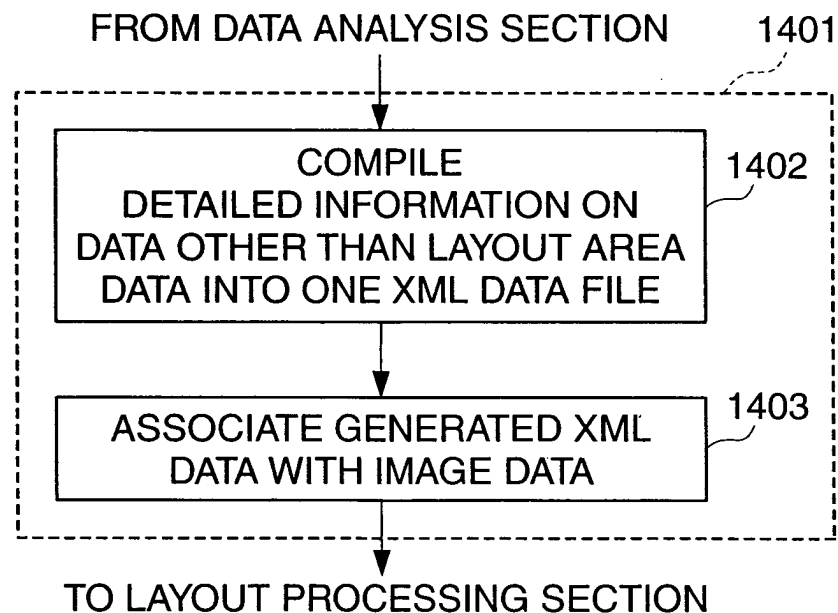 FROM DATA ANALYSIS SECTION
1401
COMPILE
DETAILED INFORMATION ON
DATA OTHER THAN LAYOUT AREA
DATA INTO ONE XML DATA FILE
1402
ASSOCIATE GENERATED XML
DATA WITH IMAGE DATA
1403
TO LAYOUT PROCESSING SECTION